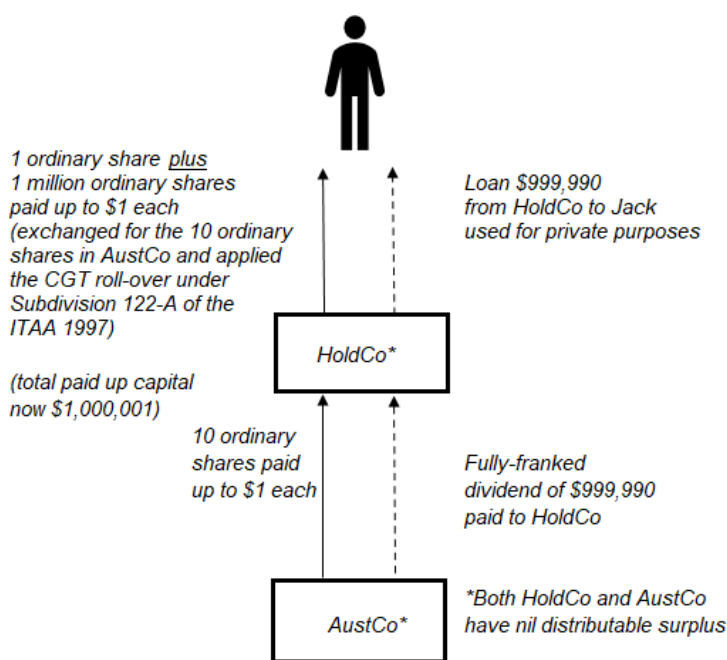 1 ordinary share plus
1 million ordinary shares
paid up to $1 each
(exchanged for the 10 ordinary
shares in AustCo and applied
the CGT roll-over under
Subdivision 122-A of the
ITAA 1997)
(total paid up capital
now $1,000,001)
Loan $999,990
from HoldCo to Jack
used for private purposes
HoldCo*
10 ordinary
shares paid
up to $1 each
Fully-franked
dividend of $999,990
paid to HoldCo
AustCo*
*Both HoldCo and AustCo
have nil distributable surplus